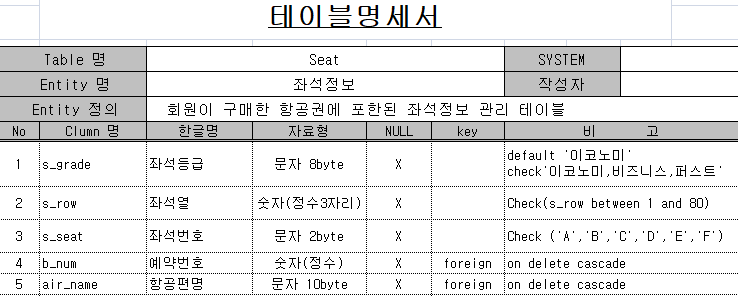 테이블명세서
Table 명 Seat SYSTEM
Entity 명 좌석정보 작성자
Entity 정의 회원이 구매한 항공권에 포한된 좌석정보 관리 테이블
No Clumn 명 한글명 자료형 NULL key 비 고
1 s_grade 좌석등급 문자 8byte X default '이코노미'
check'이코노미,비즈니스,퍼스트'
2 s_row 좌석열 숫자(정수3자리) X Check(s_row between 1 and 80)
3 s_seat 좌석번호 문자 2byte X Check ('A','B','C','D','E','F')
4 b_num 예약번호 숫자(정수) X foreign on delete cascade
5 air_name 항공편명 문자 10byte X foreign on delete cascade